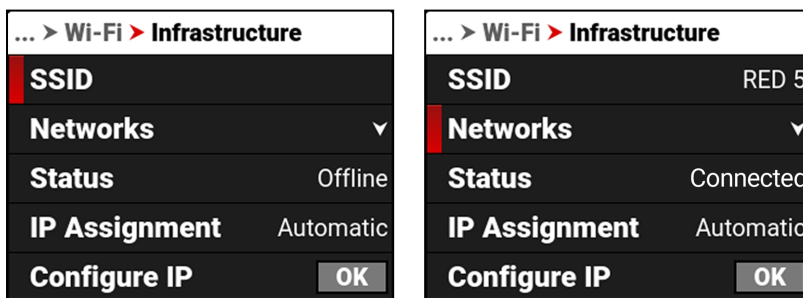 ... > Wi-Fi > Infrastructure
SSID
Networks
Status Offline
IP Assignment Automatic
Configure IP OK
... > Wi-Fi > Infrastructure
SSID RED 5
Networks
Status Connected
IP Assignment Automatic
Configure IP OK